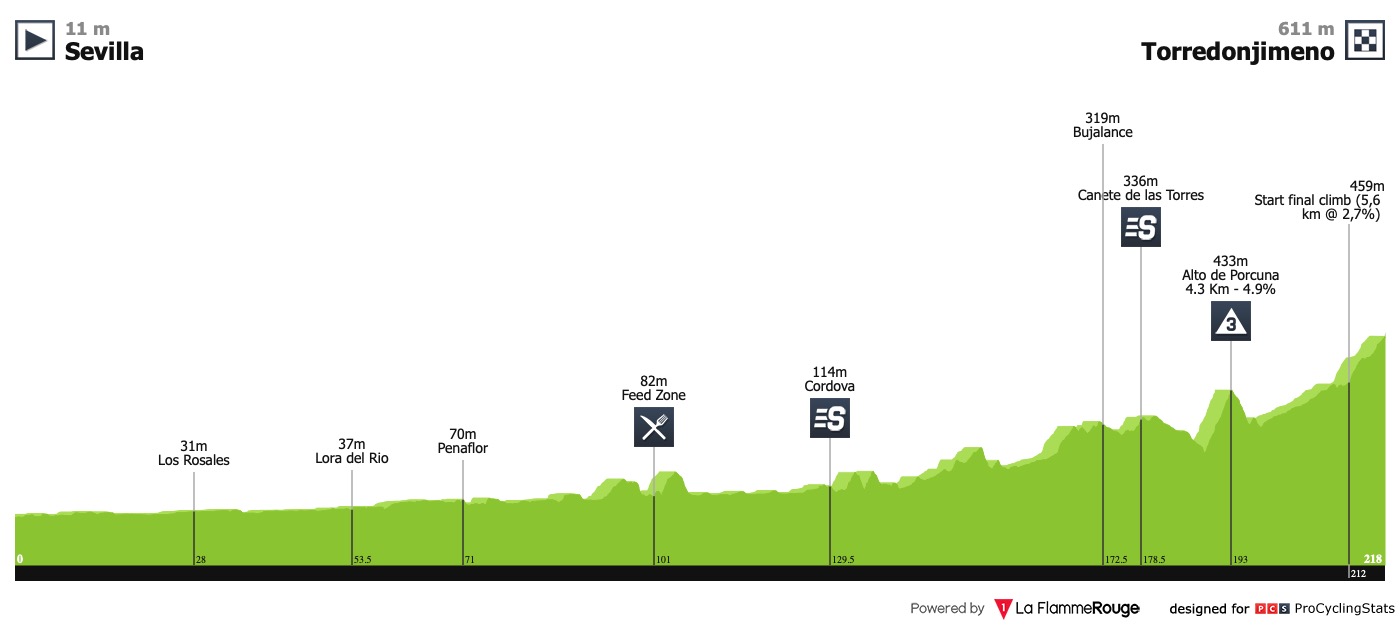 11 m
Sevilla
611 m
Torredonjimeno
319m
Bujalance
336m
Canete de las Torres
S
459m
Start final climb (5,6
km @ 2,7%)
433m
Alto de Porcuna
4.3 Km - 4.9%
3
82m
Feed Zone
114m
Cordova
S
31m
Los Rosales
37m
Lora del Rio
70m
Penaflor
0
28
53.5
71
101
129.5
172.5
178.5
193
218
212
Powered by 1 La FlammeRouge
designed for PCS ProCyclingStats